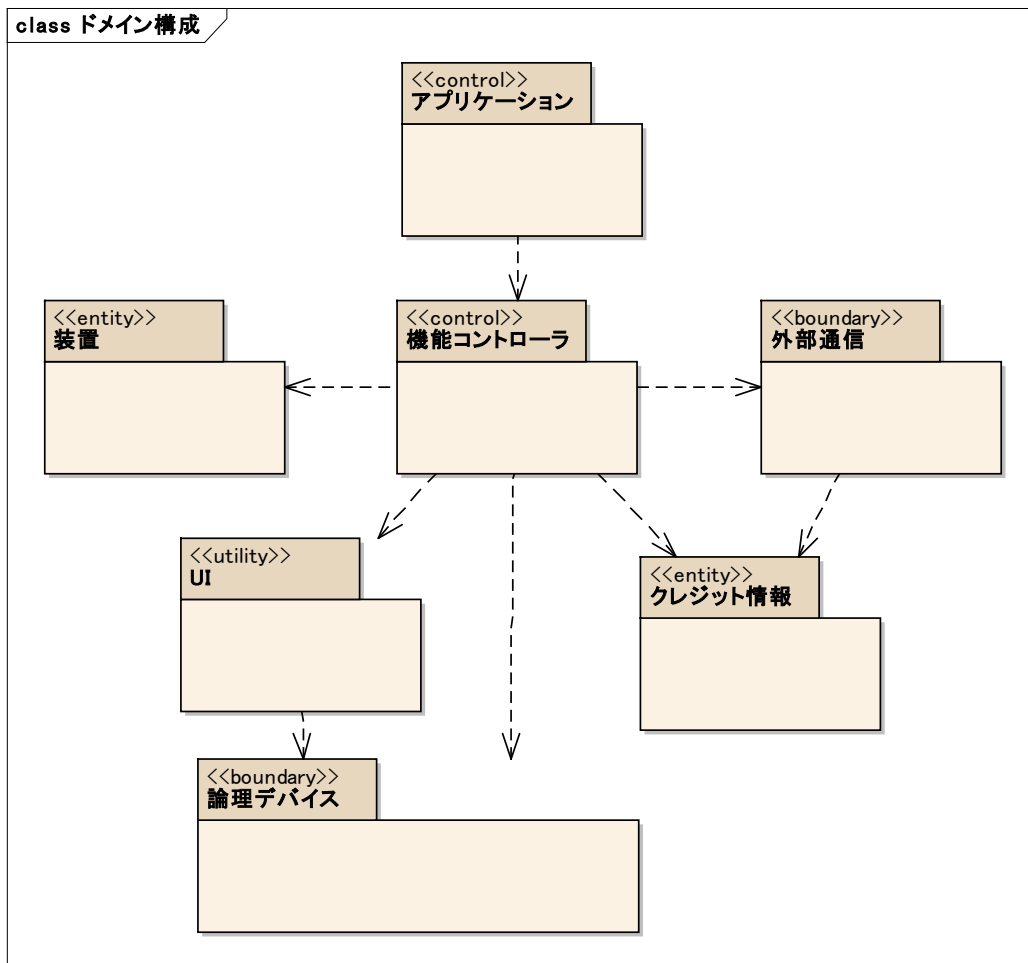 class ドメイン構成
<<control>>
アプリケーション
<<entity>>
装置
<<control>>
機能コントローラ
<<boundary>>
外部通信
<<utility>>
UI
<<entity>>
クレジット情報
<<boundary>>
論理デバイス